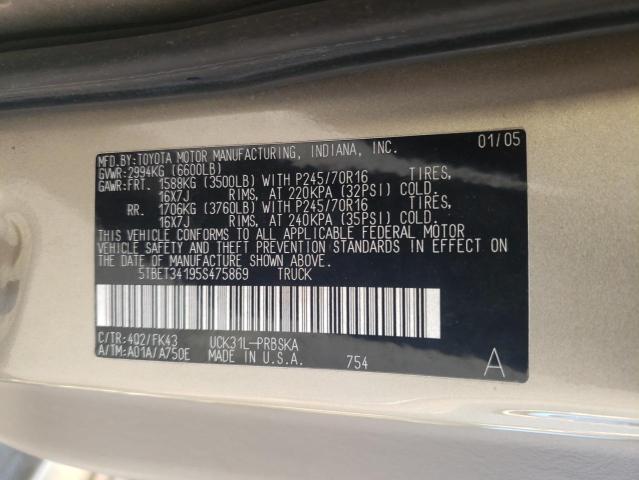 MFD.BY:TOYOTA MOTOR MANUFACTURING, INDIANA, INC. 01/05
GVWR:2994KG (6600LB)
GAWR:FRT. 1588KG (3500LB) WITH P245/70R16 TIRES,
16X7J RIMS, AT 220KPA (32PSI) COLD.
RR. 1706KG (3760LB) WITH P245/70R16 TIRES,
16X7J RIMS, AT 240KPA (35PSI) COLD.
THIS VEHICLE CONFORMS TO ALL APPLICABLE FEDERAL MOTOR
VEHICLE SAFETY AND THEFT PREVENTION STANDARDS IN EFFECT ON
THE DATE OF MANUFACTURE SHOWN ABOVE.
5TBET34195S475869 TRUCK
C/TR:4Q2/FK43 UCK31L-PRBSKA
A/TM:A01A/A750E MADE IN U.S.A. 754 A